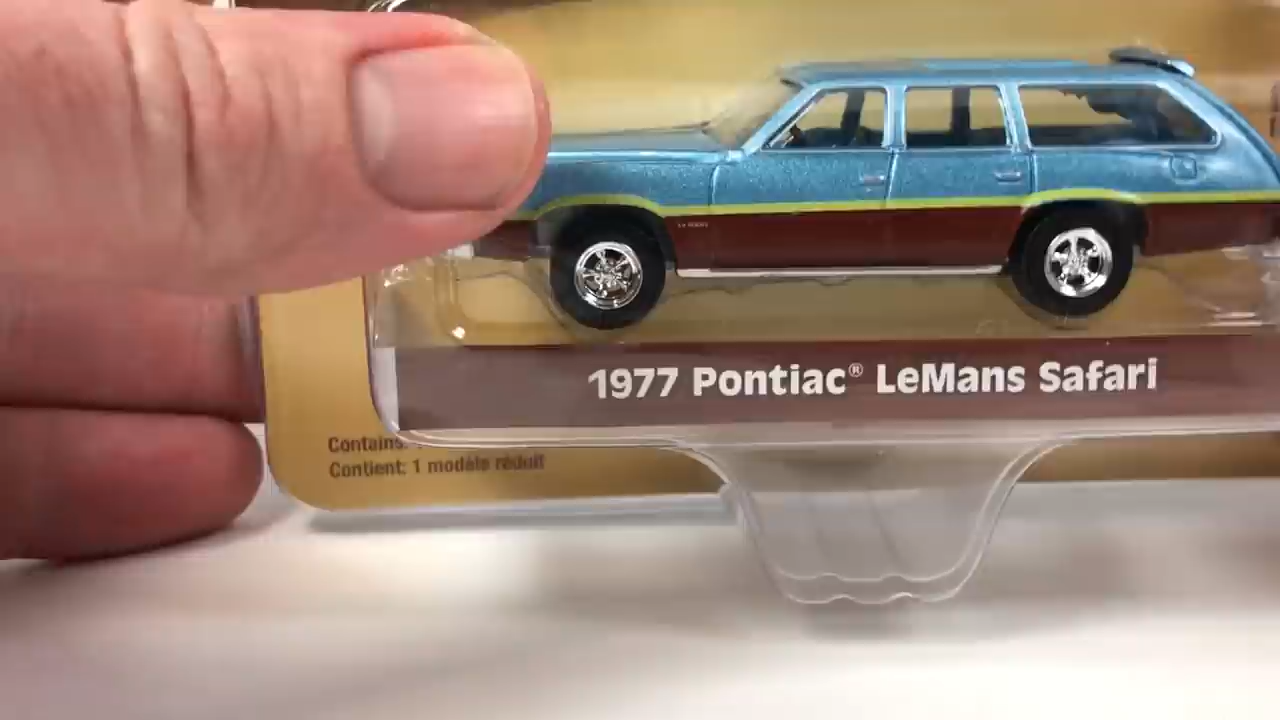 1977 Pontiac® LeMans Safari
Contains:
Contient: 1 modèle réduit